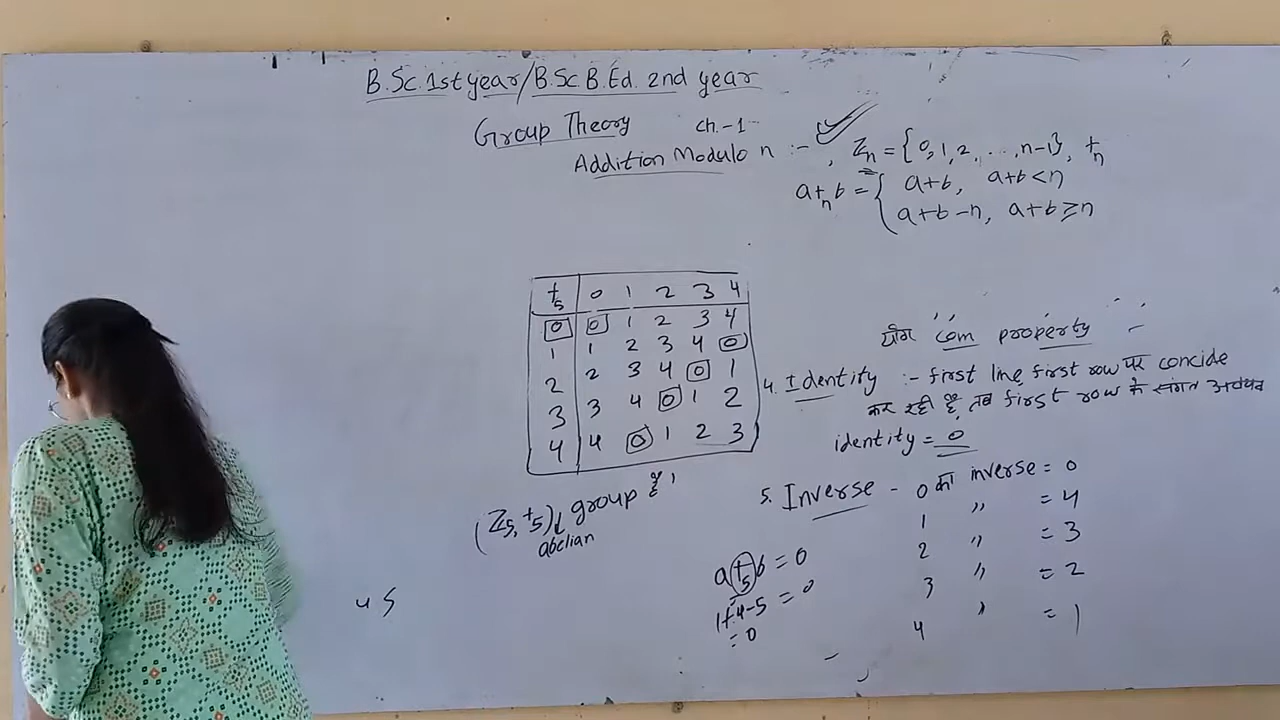 B.Sc. 1st year/B.Sc.B.Ed. 2nd year
Group Theory ch.-1
Addition Modulo n :- , Zn = {0, 1, 2, ..., n-1}, +n
a +n b = { a+b, a+b<n
a+b-n, a+b≥n
+5 0 1 2 3 4
0 0 1 2 3 4
1 1 2 3 4 0
2 2 3 4 0 1
3 3 4 0 1 2
4 4 0 1 2 3
(Z5, +5) group है
abelian
योग com property -
4. Identity :- first line, first row पर concide
कर रही है, तब first row के संगत अवयव
identity = 0
5. Inverse - 0 का inverse = 0
1 " = 4
2 " = 3
3 " = 2
4 " = 1
a +5 b = 0
1+4-5 = 0
= 0